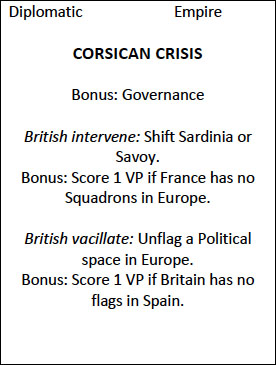 Diplomatic Empire
CORSICAN CRISIS
Bonus: Governance
British intervene: Shift Sardinia or
Savoy.
Bonus: Score 1 VP if France has no
Squadrons in Europe.
British vacillate: Unflag a Political
space in Europe.
Bonus: Score 1 VP if Britain has no
flags in Spain.